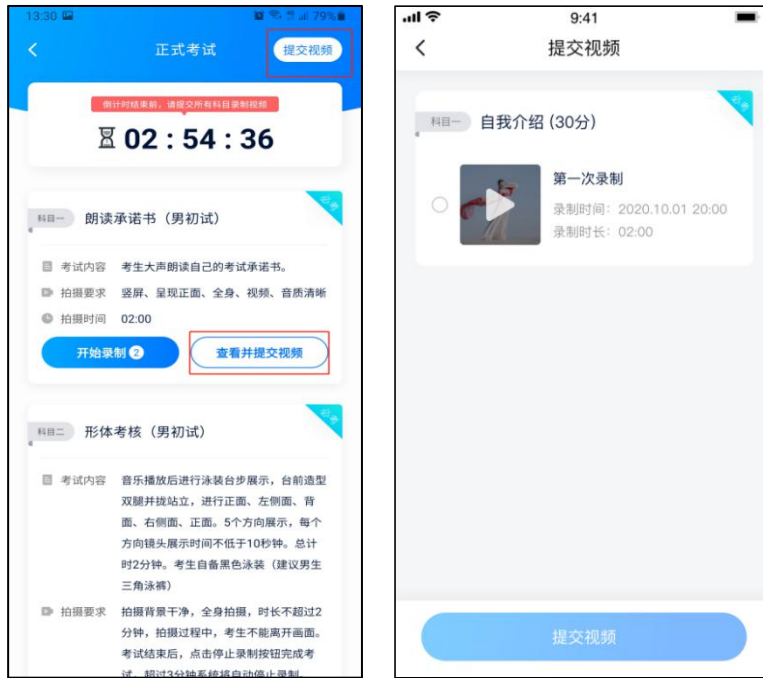 13:30 79%
正式考试 提交视频
倒计时结束前，请提交所有科目录制视频
02 : 54 : 36
必考
科目一 朗读承诺书（男初试）
考试内容 考生大声朗读自己的考试承诺书。
拍摄要求 竖屏、呈现正面、全身、视频、音质清晰
拍摄时间 02:00
开始录制 2 查看并提交视频
必考
科目二 形体考核（男初试）
考试内容 音乐播放后进行泳装台步展示，台前造型
双腿并拢站立，进行正面、左侧面、背
面、右侧面、正面。5个方向展示，每个
方向镜头展示时间不低于10秒钟。总计
时2分钟。考生自备黑色泳装（建议男生
三角泳裤）
拍摄要求 拍摄背景干净，全身拍摄，时长不超过2
分钟，拍摄过程中，考生不能离开画面。
考试结束后，点击停止录制按钮完成考
试，超过3分钟系统将自动停止录制。
9:41
提交视频
必考
科目一 自我介绍 (30分)
第一次录制
录制时间：2020.10.01 20:00
录制时长：02:00
提交视频